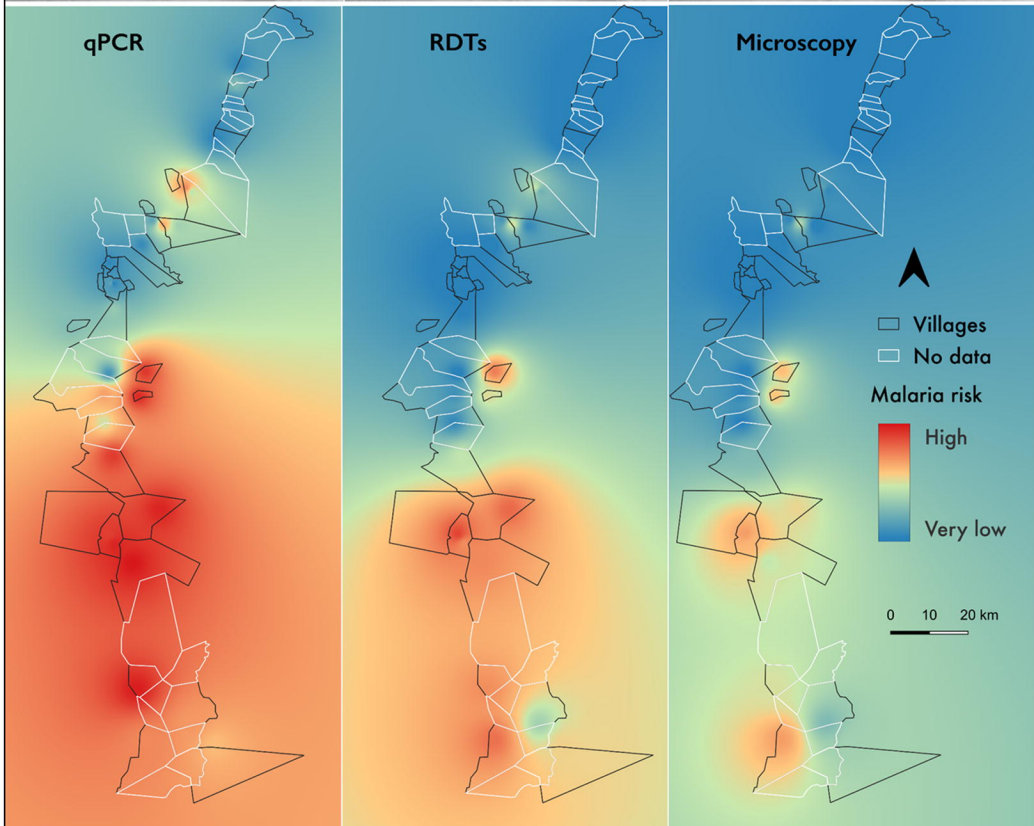 qPCR
RDTs
Microscopy
Villages
No data
Malaria risk
High
Very low
0 10 20 km